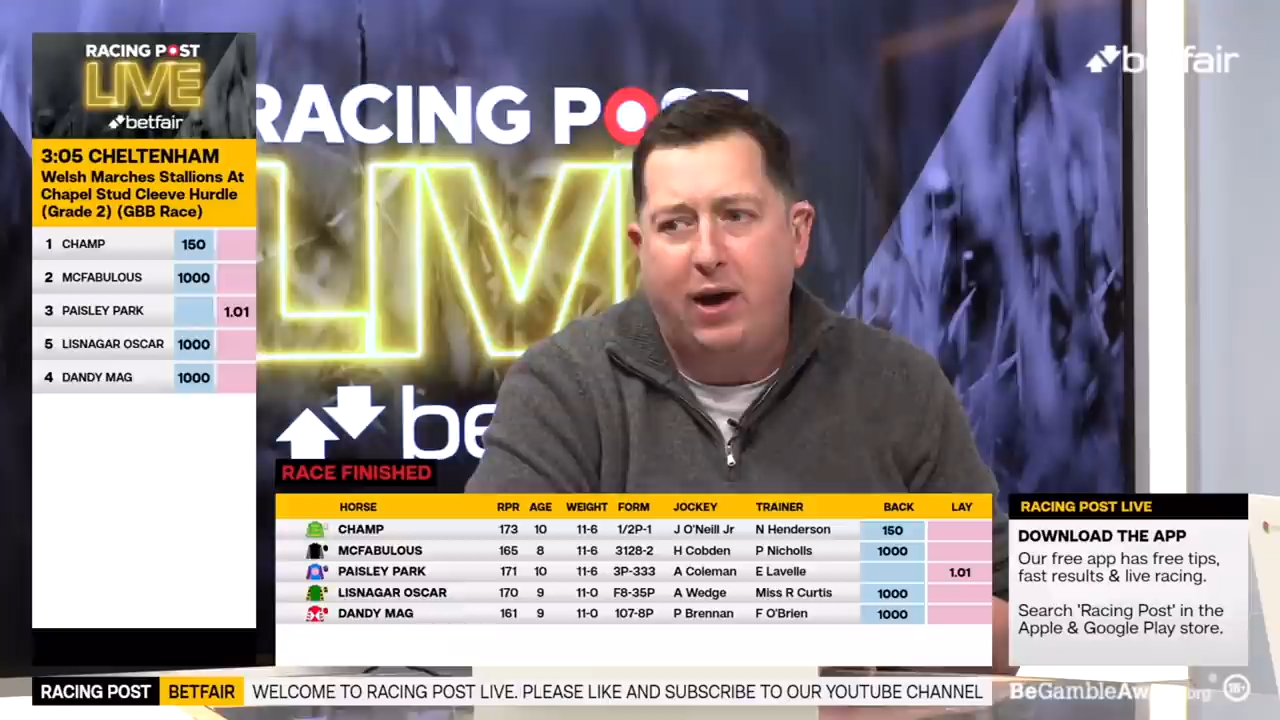 RACING POST
LIVE
betfair
3:05 CHELTENHAM
Welsh Marches Stallions At
Chapel Stud Cleeve Hurdle
(Grade 2) (GBB Race)
1 CHAMP 150
2 MCFABULOUS 1000
3 PAISLEY PARK 1.01
5 LISNAGAR OSCAR 1000
4 DANDY MAG 1000
RACING
LIV
be
betfair
RACE FINISHED
HORSE RPR AGE WEIGHT FORM JOCKEY TRAINER BACK LAY
CHAMP 173 10 11-6 1/2P-1 J O'Neill Jr N Henderson 150
MCFABULOUS 165 8 11-6 3128-2 H Cobden P Nicholls 1000
PAISLEY PARK 171 10 11-6 3P-333 A Coleman E Lavelle 1.01
LISNAGAR OSCAR 170 9 11-0 F8-35P A Wedge Miss R Curtis 1000
DANDY MAG 161 9 11-0 107-8P P Brennan F O'Brien 1000
RACING POST LIVE
DOWNLOAD THE APP
Our free app has free tips,
fast results & live racing.
Search 'Racing Post' in the
Apple & Google Play store.
RACING POST BETFAIR WELCOME TO RACING POST LIVE. PLEASE LIKE AND SUBSCRIBE TO OUR YOUTUBE CHANNEL
18+